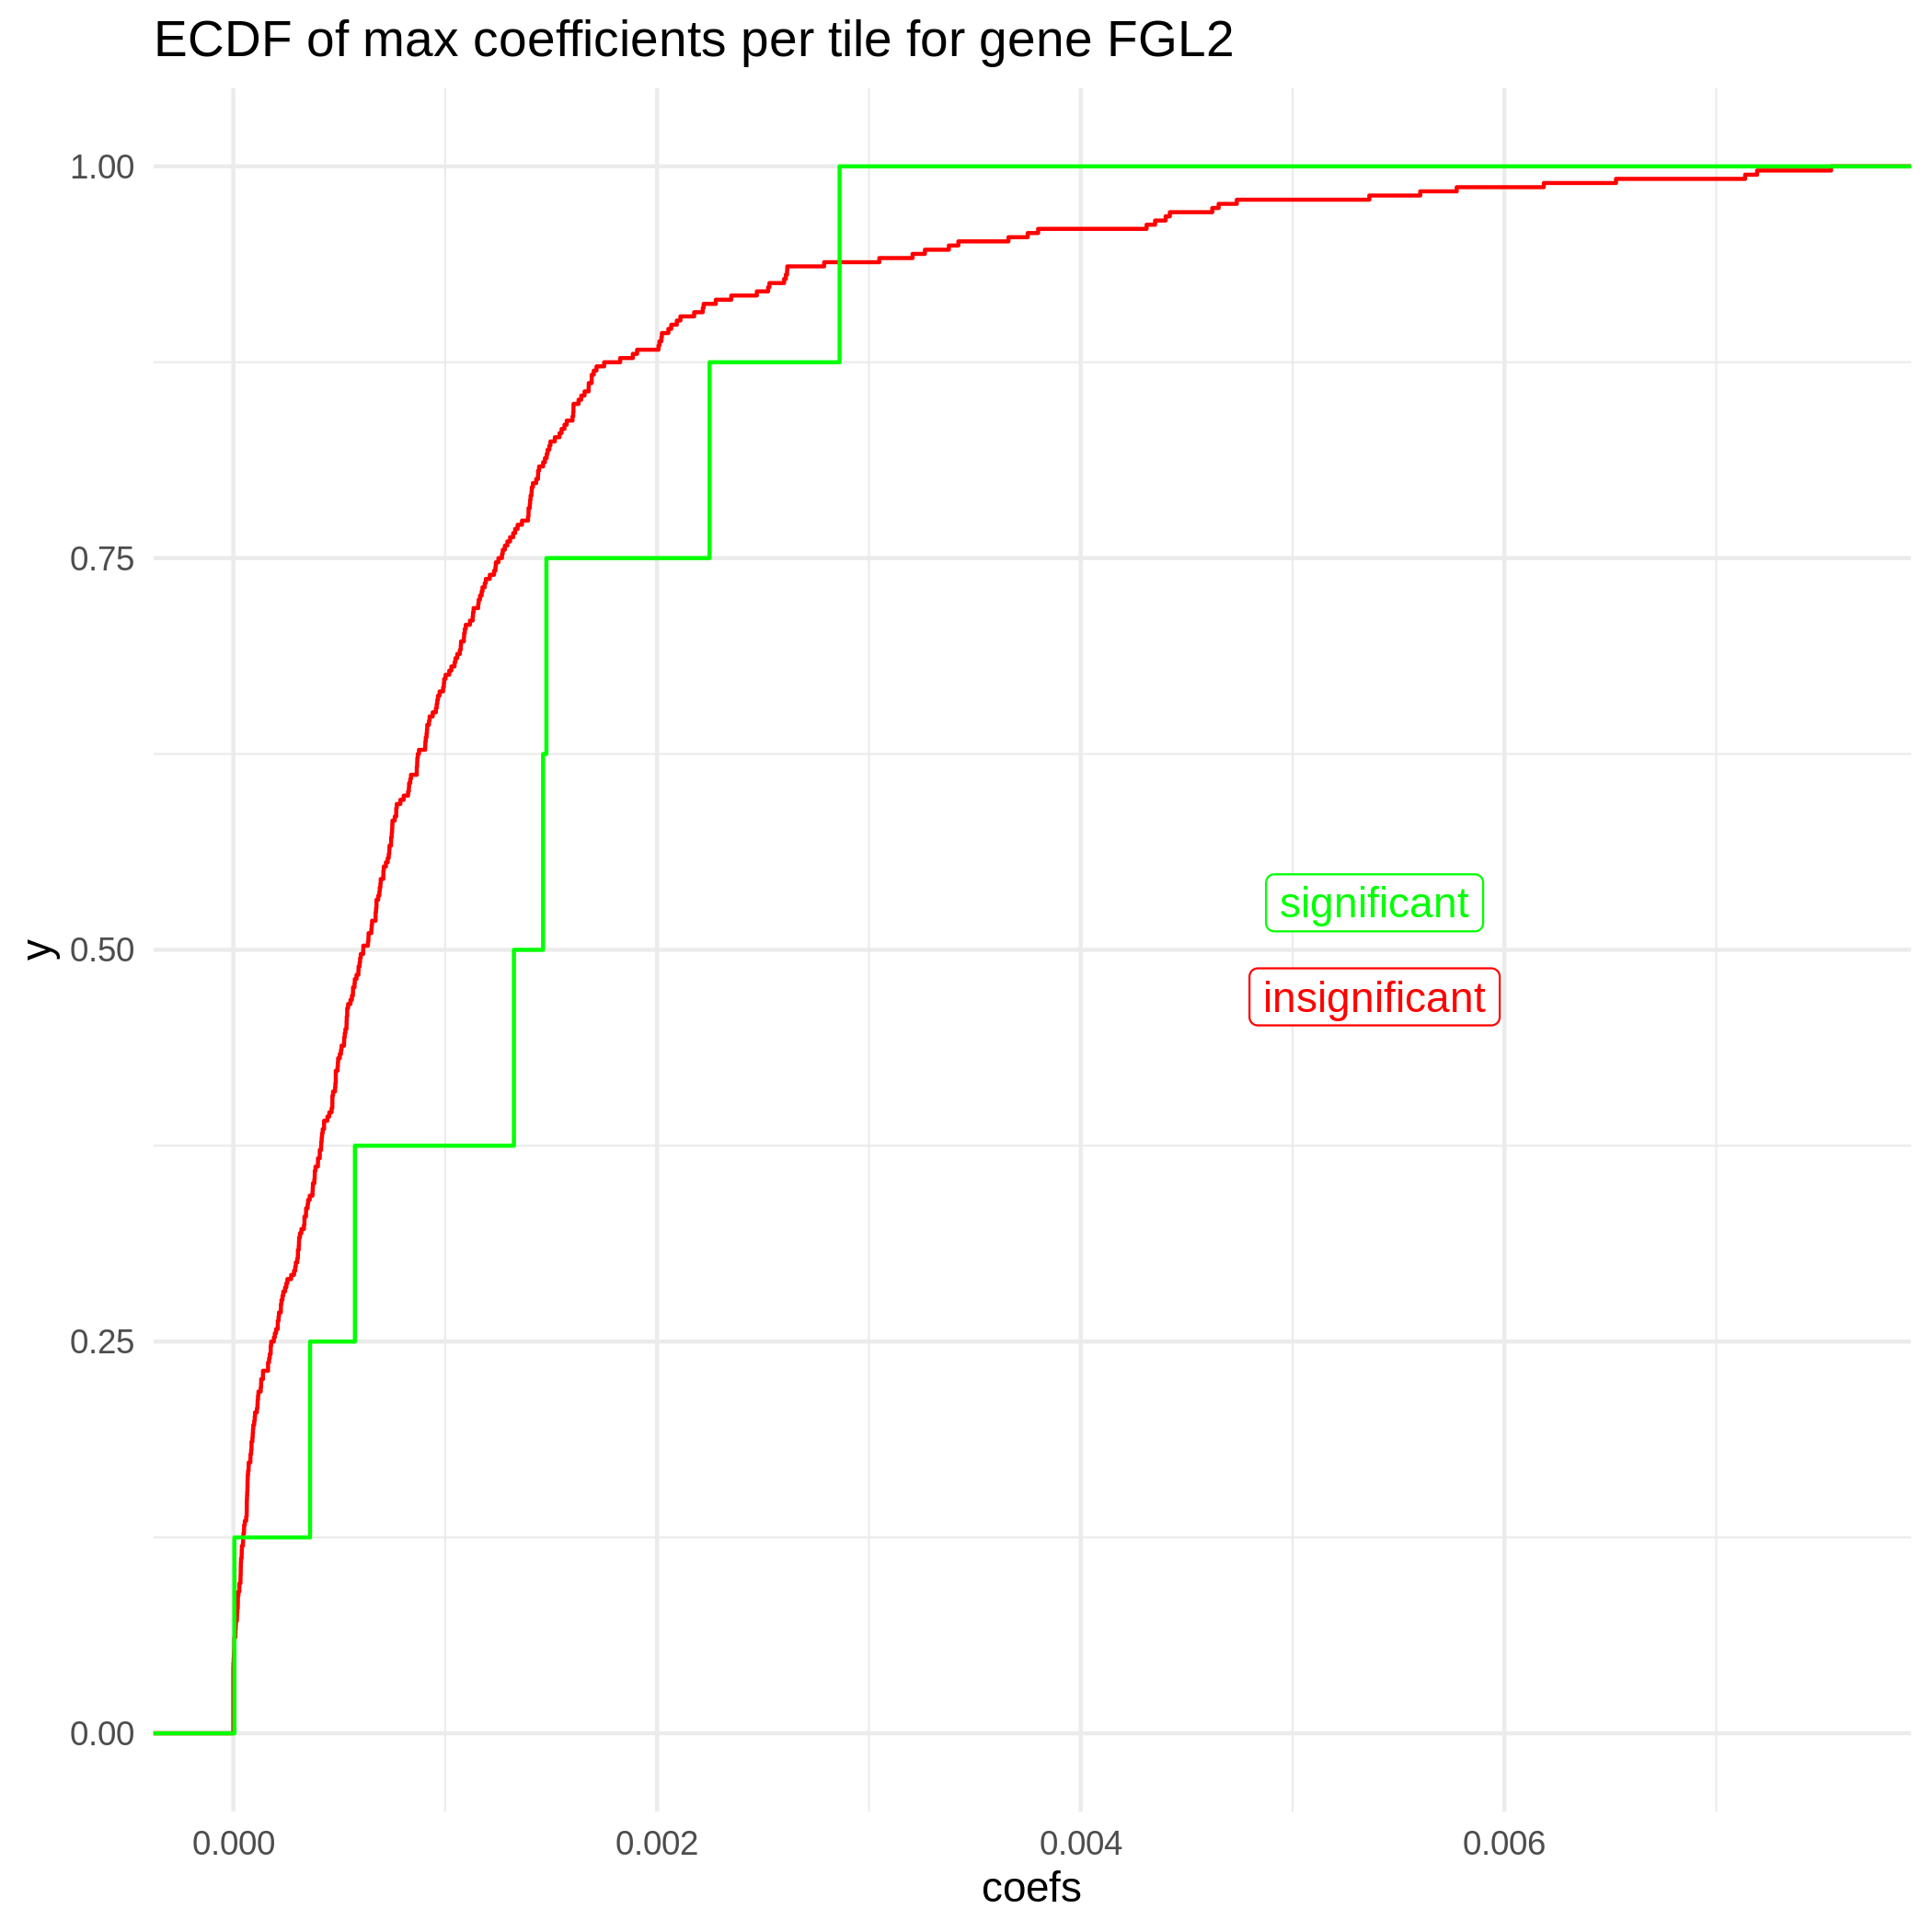 ECDF of max coefficients per tile for gene FGL2
1.00
0.75
0.50
0.25
0.00
y
significant
insignificant
0.000 0.002 0.004 0.006
coefs